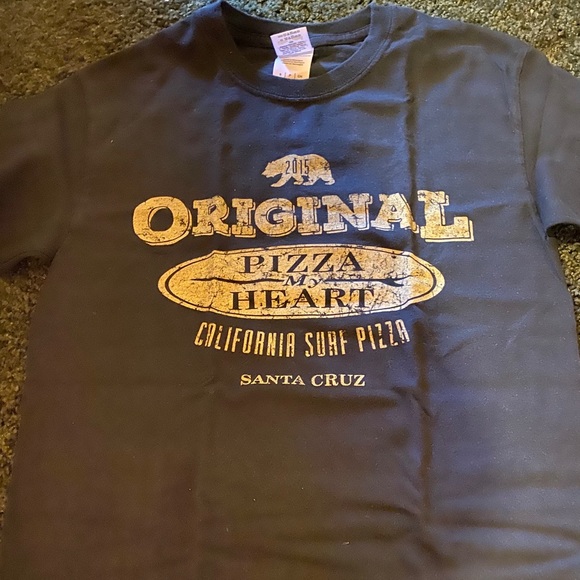 2015
ORIGINAL
PIZZA
My
HEART
CALIFORNIA SURF PIZZA
SANTA CRUZ